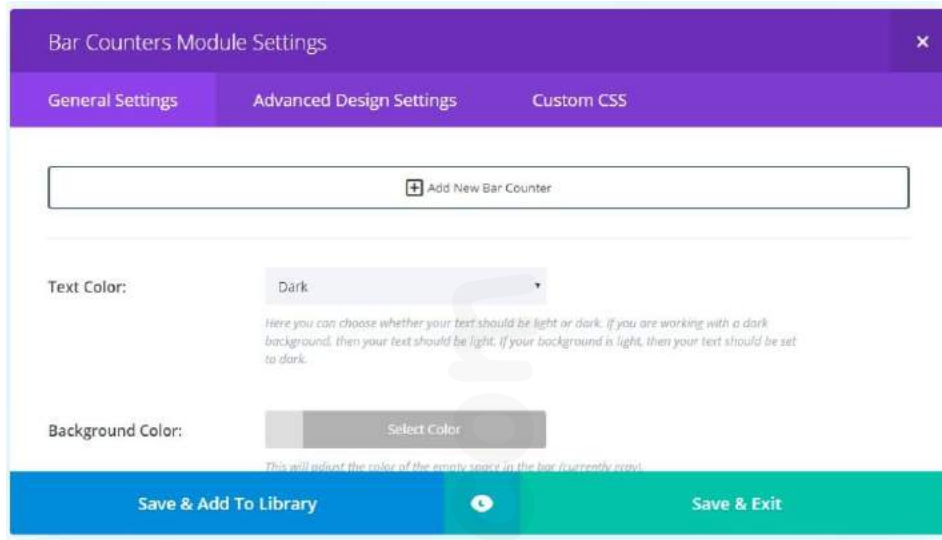 Bar Counters Module Settings
×
General Settings Advanced Design Settings Custom CSS
Add New Bar Counter
Text Color:
Dark
Here you can choose whether your text should be light or dark. If you are working with a dark
background, then your text should be light. If your background is light, then your text should be set
to dark.
Background Color:
Select Color
This will adjust the color of the empty space in the bar (currently gray).
Save & Add To Library
Save & Exit